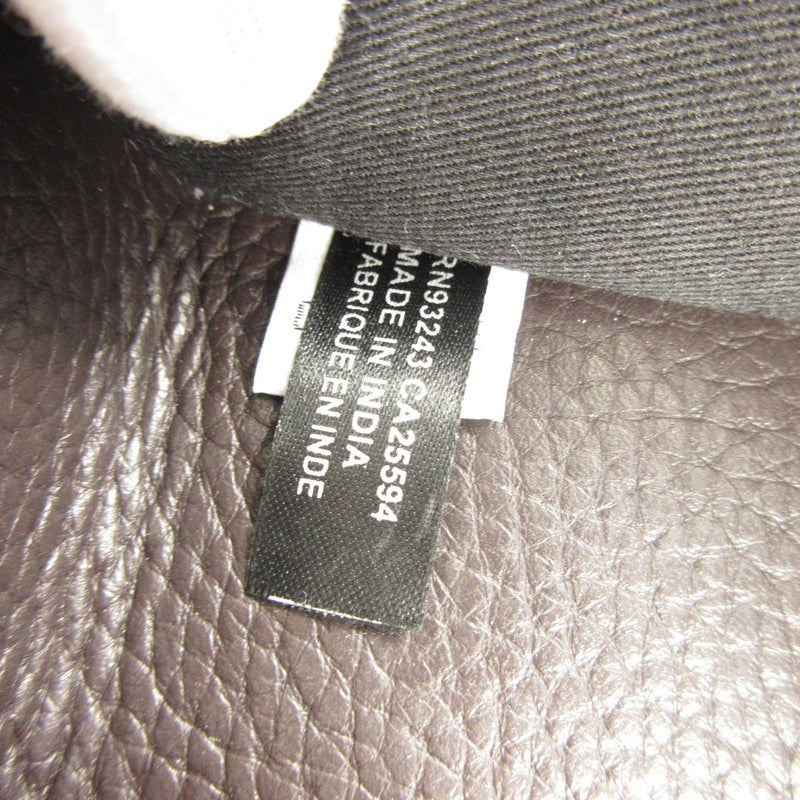 RN93243 CA25594
MADE IN INDIA
FABRIQUE EN INDE